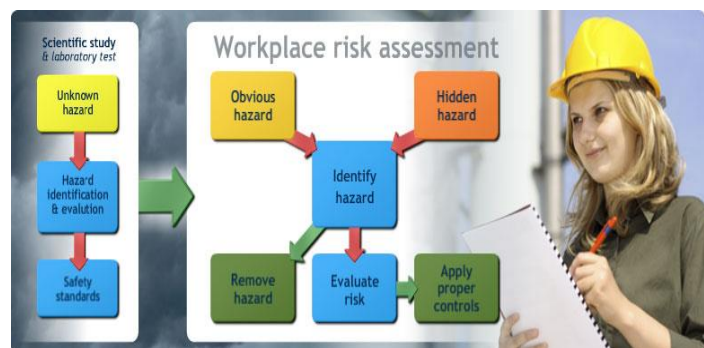 Scientific study
& laboratory test
Unknown
hazard
Hazard
identification
& evalution
Safety
standards
Workplace risk assessment
Obvious
hazard
Hidden
hazard
Identify
hazard
Remove
hazard
Evaluate
risk
Apply
proper
controls